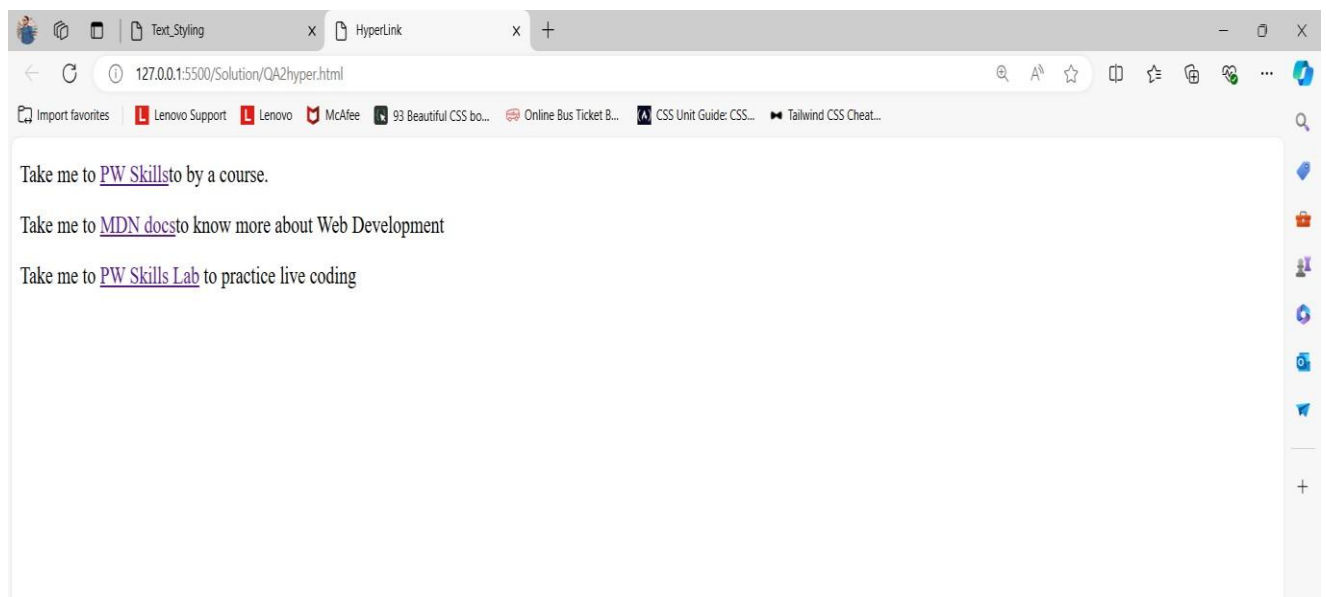 Text_Styling
HyperLink
127.0.0.1:5500/Solution/QA2hyper.html
Import favorites Lenovo Support Lenovo McAfee 93 Beautiful CSS bo... Online Bus Ticket B... CSS Unit Guide: CSS... Tailwind CSS Cheat...
Take me to PW Skillsto by a course.
Take me to MDN docsto know more about Web Development
Take me to PW Skills Lab to practice live coding